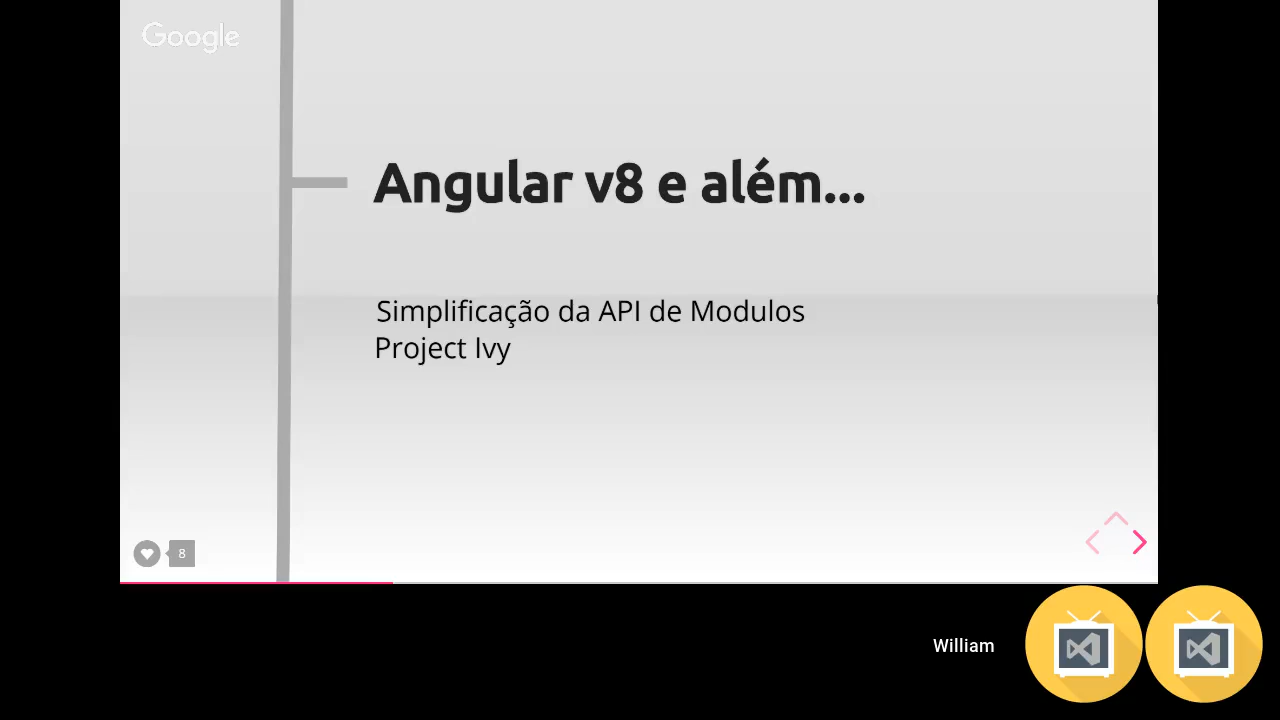 Google
Angular v8 e além...
Simplificação da API de Modulos
Project Ivy
8
William